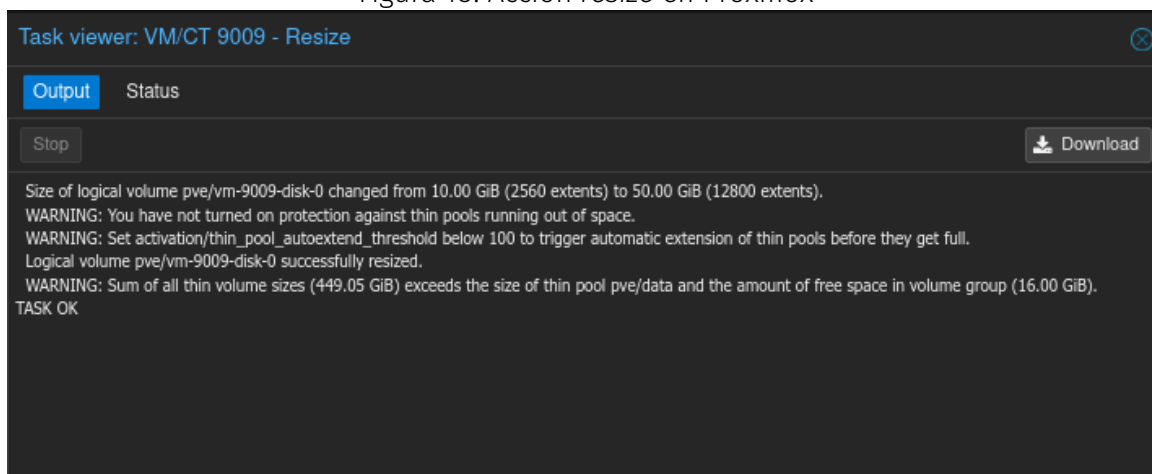 Task viewer: VM/CT 9009 - Resize
Output Status
Stop Download
Size of logical volume pve/vm-9009-disk-0 changed from 10.00 GiB (2560 extents) to 50.00 GiB (12800 extents).
WARNING: You have not turned on protection against thin pools running out of space.
WARNING: Set activation/thin_pool_autoextend_threshold below 100 to trigger automatic extension of thin pools before they get full.
Logical volume pve/vm-9009-disk-0 successfully resized.
WARNING: Sum of all thin volume sizes (449.05 GiB) exceeds the size of thin pool pve/data and the amount of free space in volume group (16.00 GiB).
TASK OK